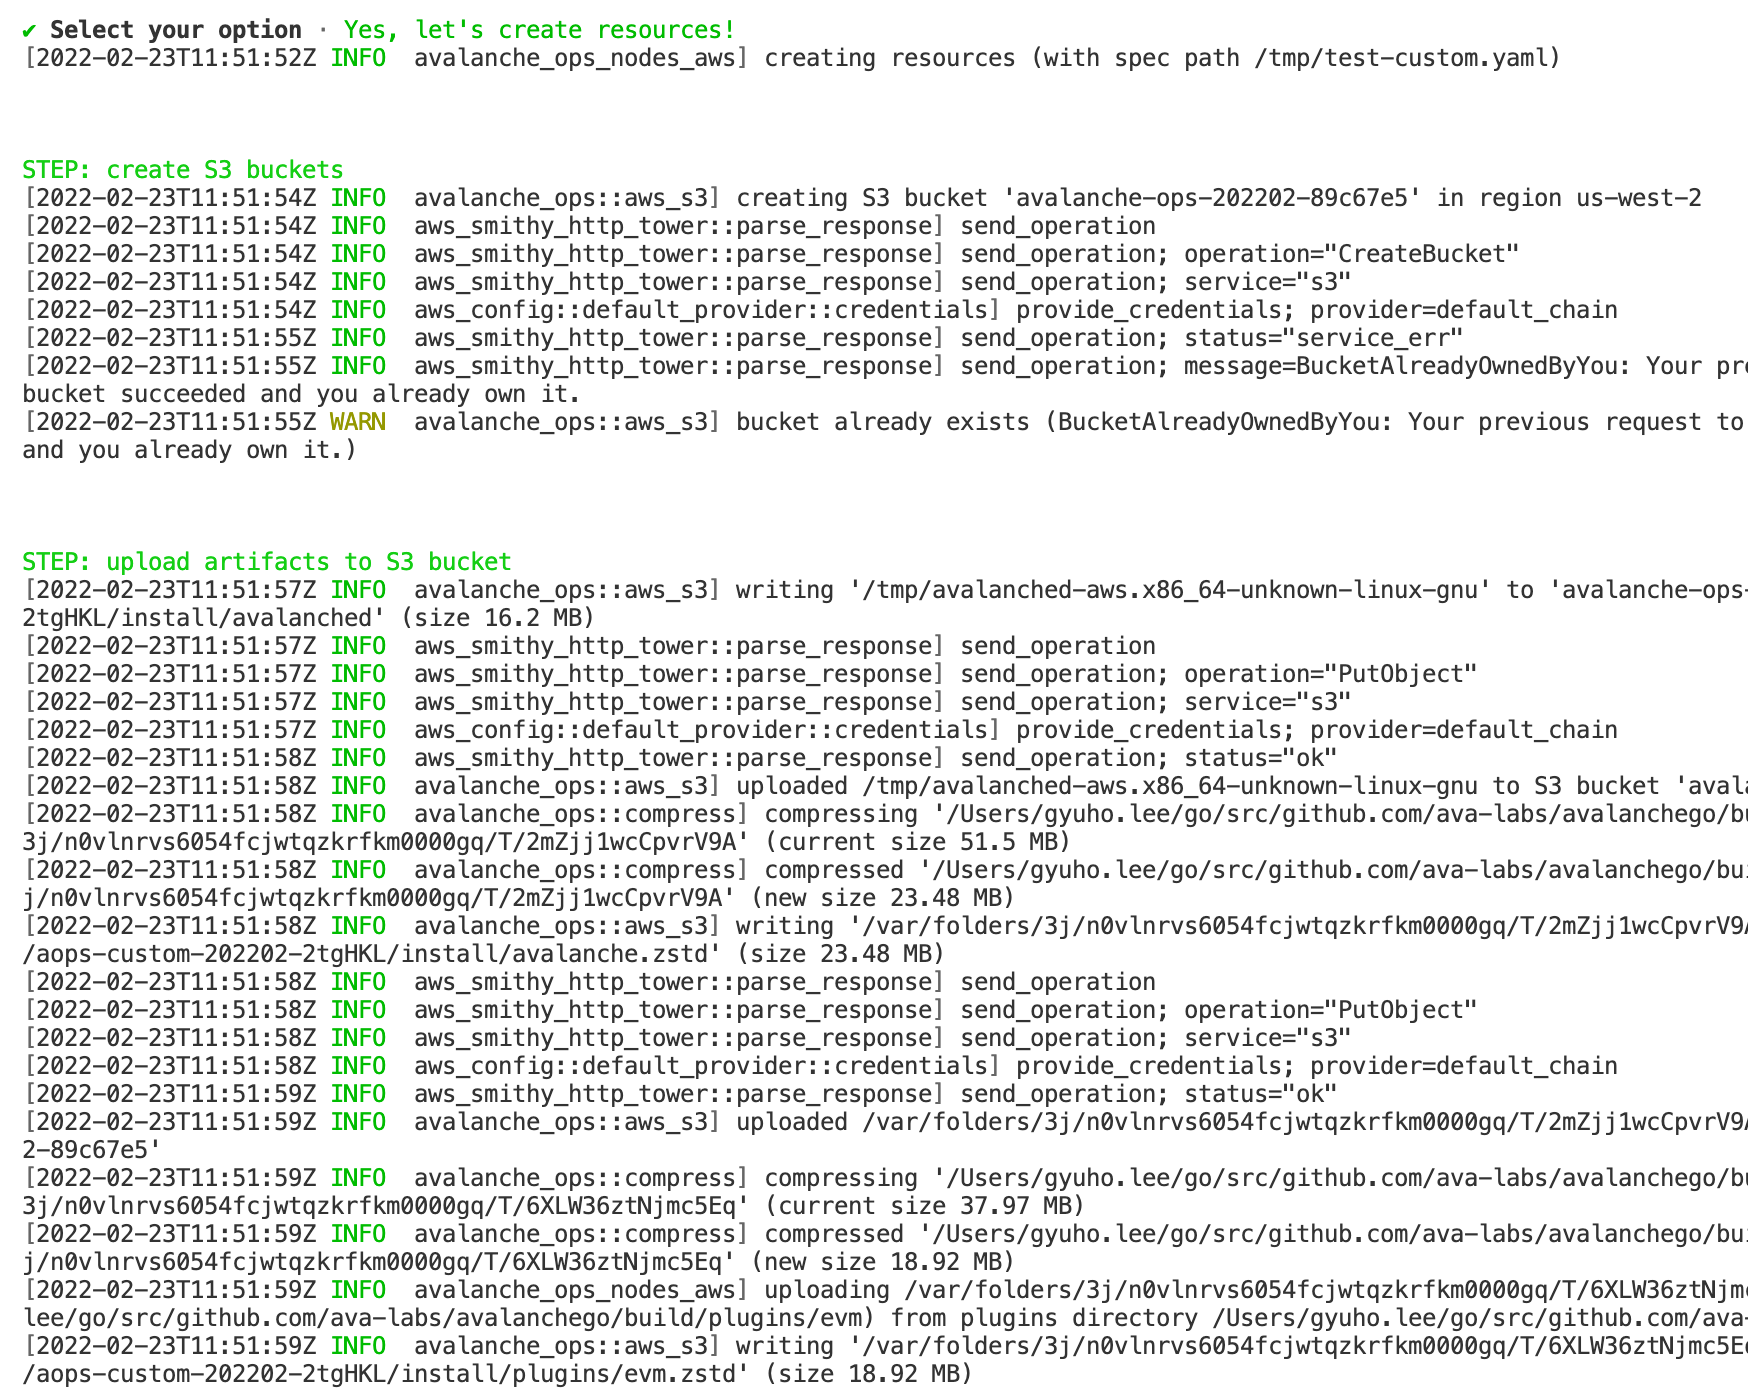 ✔ Select your option · Yes, let's create resources!
[2022-02-23T11:51:52Z INFO  avalanche_ops_nodes_aws] creating resources (with spec path /tmp/test-custom.yaml)
STEP: create S3 buckets
[2022-02-23T11:51:54Z INFO  avalanche_ops::aws_s3] creating S3 bucket 'avalanche-ops-202202-89c67e5' in region us-west-2
[2022-02-23T11:51:54Z INFO  aws_smithy_http_tower::parse_response] send_operation
[2022-02-23T11:51:54Z INFO  aws_smithy_http_tower::parse_response] send_operation; operation="CreateBucket"
[2022-02-23T11:51:54Z INFO  aws_smithy_http_tower::parse_response] send_operation; service="s3"
[2022-02-23T11:51:54Z INFO  aws_config::default_provider::credentials] provide_credentials; provider=default_chain
[2022-02-23T11:51:55Z INFO  aws_smithy_http_tower::parse_response] send_operation; status="service_err"
[2022-02-23T11:51:55Z INFO  aws_smithy_http_tower::parse_response] send_operation; message=BucketAlreadyOwnedByYou: Your pre
bucket succeeded and you already own it.
[2022-02-23T11:51:55Z WARN  avalanche_ops::aws_s3] bucket already exists (BucketAlreadyOwnedByYou: Your previous request to
and you already own it.)
STEP: upload artifacts to S3 bucket
[2022-02-23T11:51:57Z INFO  avalanche_ops::aws_s3] writing '/tmp/avalanched-aws.x86_64-unknown-linux-gnu' to 'avalanche-ops-
2tgHKL/install/avalanched' (size 16.2 MB)
[2022-02-23T11:51:57Z INFO  aws_smithy_http_tower::parse_response] send_operation
[2022-02-23T11:51:57Z INFO  aws_smithy_http_tower::parse_response] send_operation; operation="PutObject"
[2022-02-23T11:51:57Z INFO  aws_smithy_http_tower::parse_response] send_operation; service="s3"
[2022-02-23T11:51:57Z INFO  aws_config::default_provider::credentials] provide_credentials; provider=default_chain
[2022-02-23T11:51:58Z INFO  aws_smithy_http_tower::parse_response] send_operation; status="ok"
[2022-02-23T11:51:58Z INFO  avalanche_ops::aws_s3] uploaded /tmp/avalanched-aws.x86_64-unknown-linux-gnu to S3 bucket 'avala
[2022-02-23T11:51:58Z INFO  avalanche_ops::compress] compressing '/Users/gyuho.lee/go/src/github.com/ava-labs/avalanchego/bu
3j/n0vlnrvs6054fcjwtqzkrfkm0000gq/T/2mZjj1wcCpvrV9A' (current size 51.5 MB)
[2022-02-23T11:51:58Z INFO  avalanche_ops::compress] compressed '/Users/gyuho.lee/go/src/github.com/ava-labs/avalanchego/bui
j/n0vlnrvs6054fcjwtqzkrfkm0000gq/T/2mZjj1wcCpvrV9A' (new size 23.48 MB)
[2022-02-23T11:51:58Z INFO  avalanche_ops::aws_s3] writing '/var/folders/3j/n0vlnrvs6054fcjwtqzkrfkm0000gq/T/2mZjj1wcCpvrV9A
/aops-custom-202202-2tgHKL/install/avalanche.zstd' (size 23.48 MB)
[2022-02-23T11:51:58Z INFO  aws_smithy_http_tower::parse_response] send_operation
[2022-02-23T11:51:58Z INFO  aws_smithy_http_tower::parse_response] send_operation; operation="PutObject"
[2022-02-23T11:51:58Z INFO  aws_smithy_http_tower::parse_response] send_operation; service="s3"
[2022-02-23T11:51:58Z INFO  aws_config::default_provider::credentials] provide_credentials; provider=default_chain
[2022-02-23T11:51:59Z INFO  aws_smithy_http_tower::parse_response] send_operation; status="ok"
[2022-02-23T11:51:59Z INFO  avalanche_ops::aws_s3] uploaded /var/folders/3j/n0vlnrvs6054fcjwtqzkrfkm0000gq/T/2mZjj1wcCpvrV9A
2-89c67e5'
[2022-02-23T11:51:59Z INFO  avalanche_ops::compress] compressing '/Users/gyuho.lee/go/src/github.com/ava-labs/avalanchego/bu
3j/n0vlnrvs6054fcjwtqzkrfkm0000gq/T/6XLW36ztNjmc5Eq' (current size 37.97 MB)
[2022-02-23T11:51:59Z INFO  avalanche_ops::compress] compressed '/Users/gyuho.lee/go/src/github.com/ava-labs/avalanchego/bui
j/n0vlnrvs6054fcjwtqzkrfkm0000gq/T/6XLW36ztNjmc5Eq' (new size 18.92 MB)
[2022-02-23T11:51:59Z INFO  avalanche_ops_nodes_aws] uploading /var/folders/3j/n0vlnrvs6054fcjwtqzkrfkm0000gq/T/6XLW36ztNjmc
lee/go/src/github.com/ava-labs/avalanchego/build/plugins/evm) from plugins directory /Users/gyuho.lee/go/src/github.com/ava-
[2022-02-23T11:51:59Z INFO  avalanche_ops::aws_s3] writing '/var/folders/3j/n0vlnrvs6054fcjwtqzkrfkm0000gq/T/6XLW36ztNjmc5Eq
/aops-custom-202202-2tgHKL/install/plugins/evm.zstd' (size 18.92 MB)